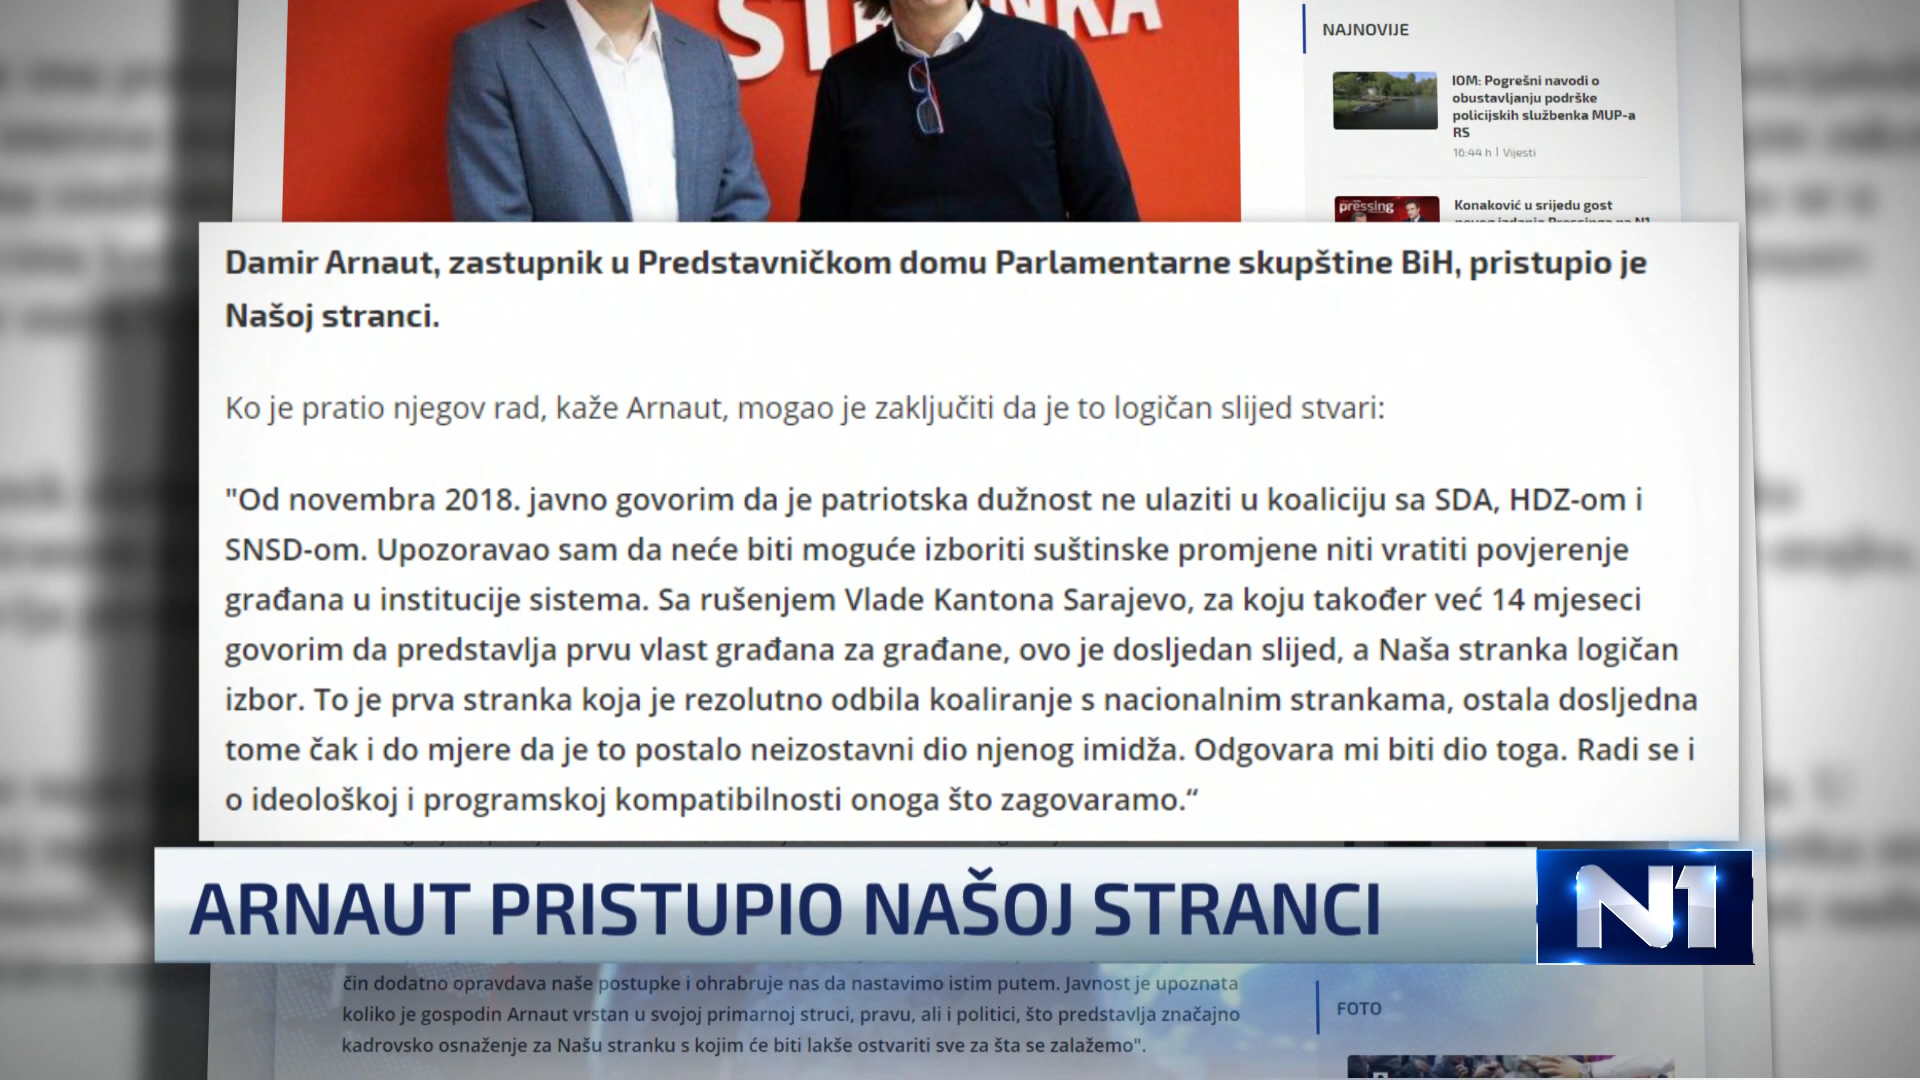 STRANKA
NAJNOVIJE
IOM: Pogrešni navodi o
obustavljanju podrške
policijskih službenka MUP-a
RS
16:44 h | Vijesti
pressing
Konaković u srijedu gost
novog izdanja Pressinga na N1
Damir Arnaut, zastupnik u Predstavničkom domu Parlamentarne skupštine BiH, pristupio je
Našoj stranci.
Ko je pratio njegov rad, kaže Arnaut, mogao je zaključiti da je to logičan slijed stvari:
"Od novembra 2018. javno govorim da je patriotska dužnost ne ulaziti u koaliciju sa SDA, HDZ-om i
SNSD-om. Upozoravao sam da neće biti moguće izboriti suštinske promjene niti vratiti povjerenje
građana u institucije sistema. Sa rušenjem Vlade Kantona Sarajevo, za koju također već 14 mjeseci
govorim da predstavlja prvu vlast građana za građane, ovo je dosljedan slijed, a Naša stranka logičan
izbor. To je prva stranka koja je rezolutno odbila koaliranje s nacionalnim strankama, ostala dosljedna
tome čak i do mjere da je to postalo neizostavni dio njenog imidža. Odgovara mi biti dio toga. Radi se i
o ideološkoj i programskoj kompatibilnosti onoga što zagovaramo.“
ARNAUT PRISTUPIO NAŠOJ STRANCI
N1
čin dodatno opravdava naše postupke i ohrabruje nas da nastavimo istim putem. Javnost je upoznata
koliko je gospodin Arnaut vrstan u svojoj primarnoj struci, pravu, ali i politici, što predstavlja značajno
kadrovsko osnaženje za Našu stranku s kojim će biti lakše ostvariti sve za šta se zalažemo".
FOTO